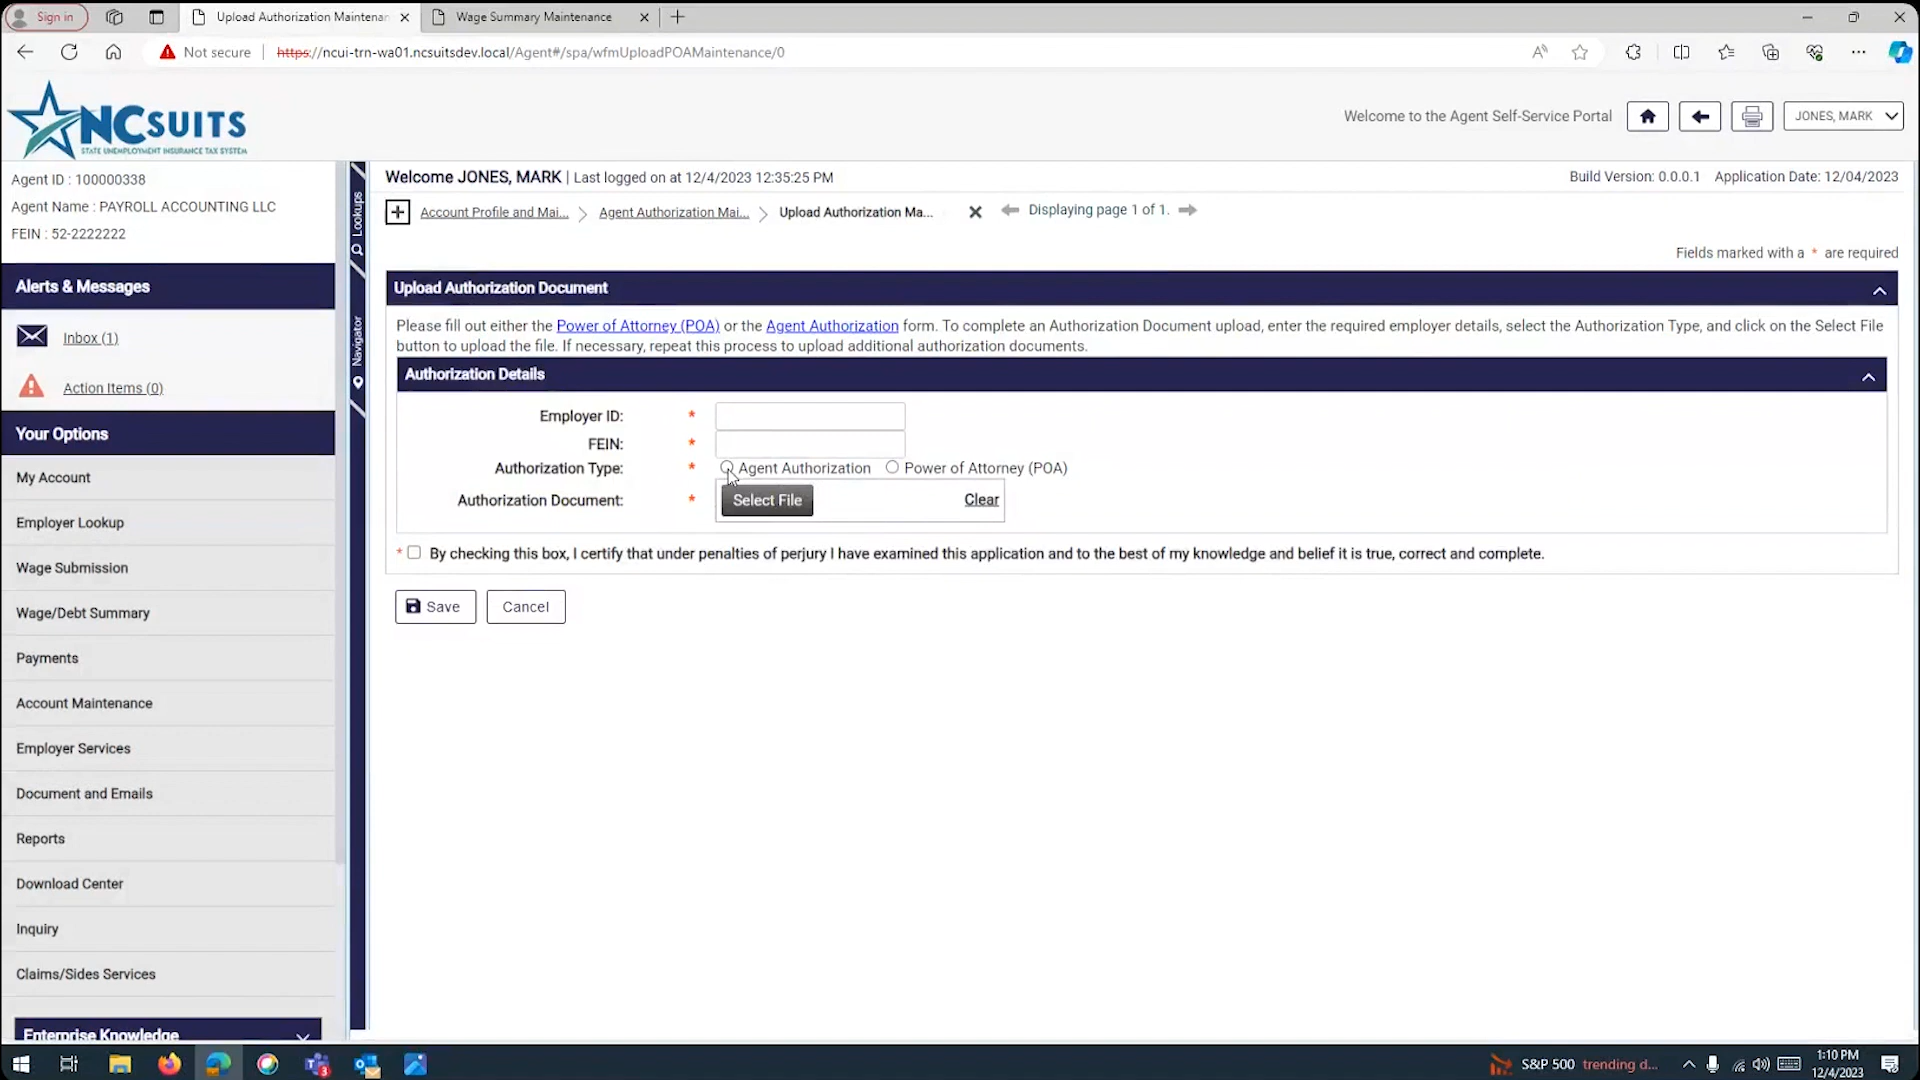 Sign in
Upload Authorization Maintenan
Wage Summary Maintenance
Not secure
https://ncui-trn-wa01.ncsuitsdev.local/Agent#/spa/wfmUploadPOAMaintenance/0
NCSUITS
STATE UNEMPLOYMENT INSURANCE TAX SYSTEM
Welcome to the Agent Self-Service Portal
JONES, MARK
Agent ID : 100000338
Agent Name : PAYROLL ACCOUNTING LLC
FEIN : 52-2222222
Alerts & Messages
Inbox (1)
Action Items (0)
Your Options
My Account
Employer Lookup
Wage Submission
Wage/Debt Summary
Payments
Account Maintenance
Employer Services
Document and Emails
Reports
Download Center
Inquiry
Claims/Sides Services
Enterprise Knowledge
Lookups
Navigator
Welcome JONES, MARK | Last logged on at 12/4/2023 12:35:25 PM
Build Version: 0.0.0.1 Application Date: 12/04/2023
Account Profile and Mai... Agent Authorization Mai... Upload Authorization Ma...
Displaying page 1 of 1.
Fields marked with a * are required
Upload Authorization Document
Please fill out either the Power of Attorney (POA) or the Agent Authorization form. To complete an Authorization Document upload, enter the required employer details, select the Authorization Type, and click on the Select File
button to upload the file. If necessary, repeat this process to upload additional authorization documents.
Authorization Details
Employer ID: *
FEIN: *
Authorization Type: * Agent Authorization Power of Attorney (POA)
Authorization Document: * Select File Clear
* By checking this box, I certify that under penalties of perjury I have examined this application and to the best of my knowledge and belief it is true, correct and complete.
Save Cancel
S&P 500 trending d...
1:10 PM
12/4/2023